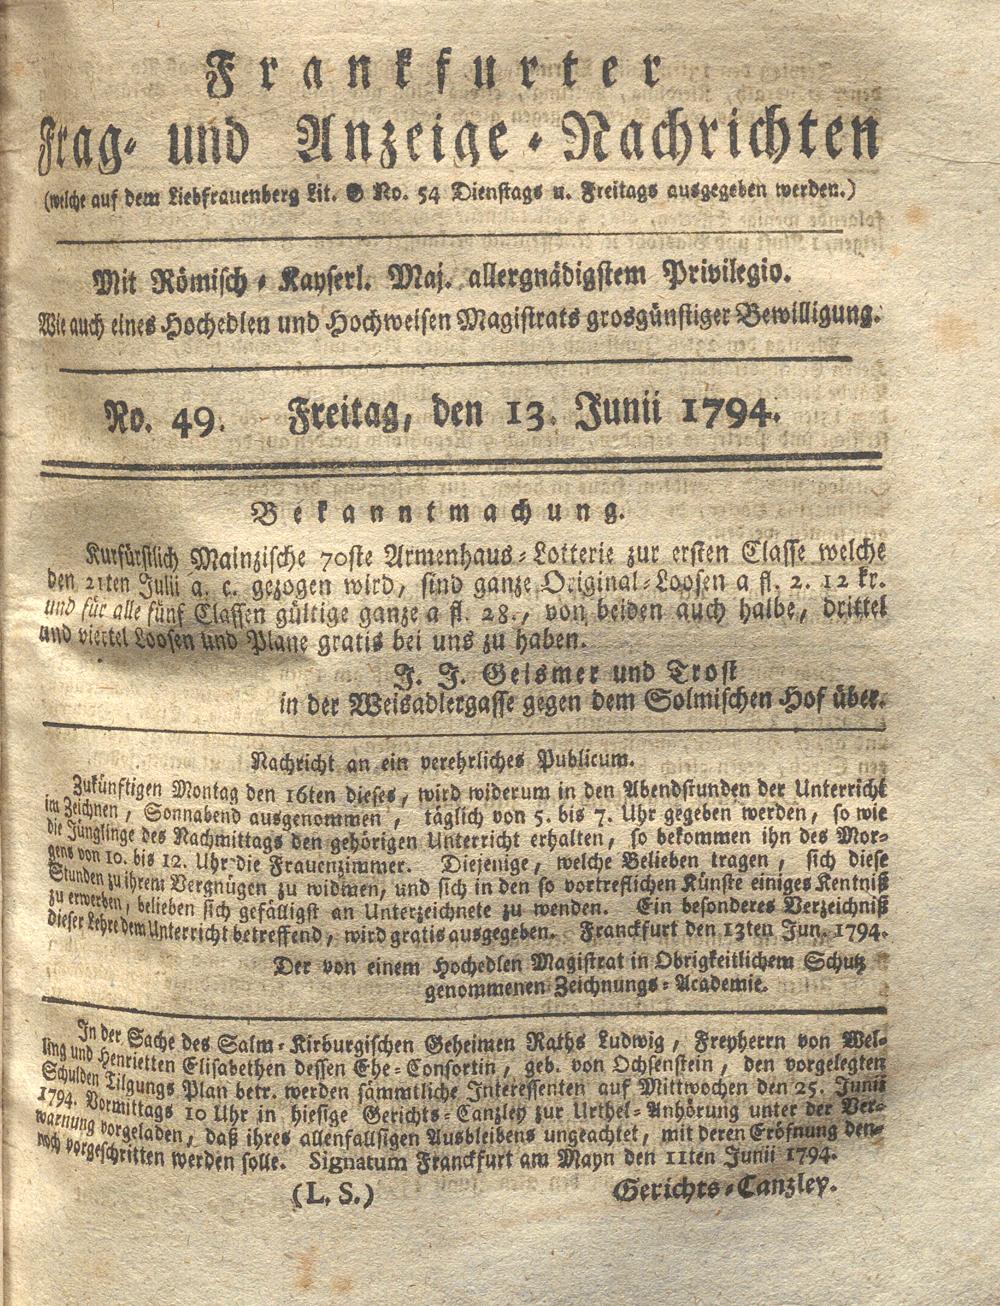 Frankfurter
Frag- und Anzeige-Nachrichten
(welche auf dem Liebfrauenberg Lit. G No. 54 Dienstags u. Freitags ausgegeben werden.)
Mit Römisch-Kayserl. Maj. allergnädigstem Privilegio.
Wie auch eines Hochedlen und Hochweisen Magistrats grosgünstiger Bewilligung.
No. 49. Freitag, den 13. Junii 1794.
Bekanntmachung.
Kurfürstlich Mainzische 70ste Armenhaus-Lotterie zur ersten Classe welche
den 21ten Julii a. c. gezogen wird, sind ganze Original-Loosen a fl. 2. 12 kr.
und für alle fünf Classen gültige ganze a fl. 28., von beiden auch halbe, drittel
und viertel Loosen und Plane gratis bei uns zu haben.
J. J. Geismer und Trost
in der Weisadlergasse gegen dem Solmischen Hof über.
Nachricht an ein verehrliches Publicum.
Zukünftigen Montag den 16ten dieses, wird widerum in den Abendstunden der Unterricht
im Zeichnen, Sonnabend ausgenommen, täglich von 5. bis 7. Uhr gegeben werden, so wie
die Jünglinge des Nachmittags den gehörigen Unterricht erhalten, so bekommen ihn des Mor-
gens von 10. bis 12. Uhr die Frauenzimmer. Diejenige, welche Belieben tragen, sich diese
Stunden zu ihrem Vergnügen zu widmen, und sich in den so vortreflichen Künste einiges Kentniß
zu erwerben, belieben sich gefälligst an Unterzeichnete zu wenden. Ein besonderes Verzeichniß
dieser Lehre dem Unterricht betreffend, wird gratis ausgegeben. Franckfurt den 13ten Jun. 1794.
Der von einem Hochedlen Magistrat in Obrigkeitlichem Schutz
genommenen Zeichnungs-Academie.
In der Sache des Salm-Kirburgischen Geheimen Raths Ludwig, Freyherrn von Wel-
ling und Henrietten Elisabethen dessen Ehe-Consortin, geb. von Ochsenstein, den vorgelegten
Schulden Tilgungs Plan betr. werden sämmtliche Interessenten auf Mittwochen den 25. Junii
1794. Vormittags 10 Uhr in hiesige Gerichts-Canzley zur Urthel-Anhörung unter der Ver-
warnung vorgeladen, daß ihres allenfallsigen Ausbleibens ungeachtet, mit deren Eröfnung den-
noch vorgeschritten werden solle. Signatum Franckfurt am Mayn den 11ten Junii 1794.
(L. S.) Gerichts-Canzley.